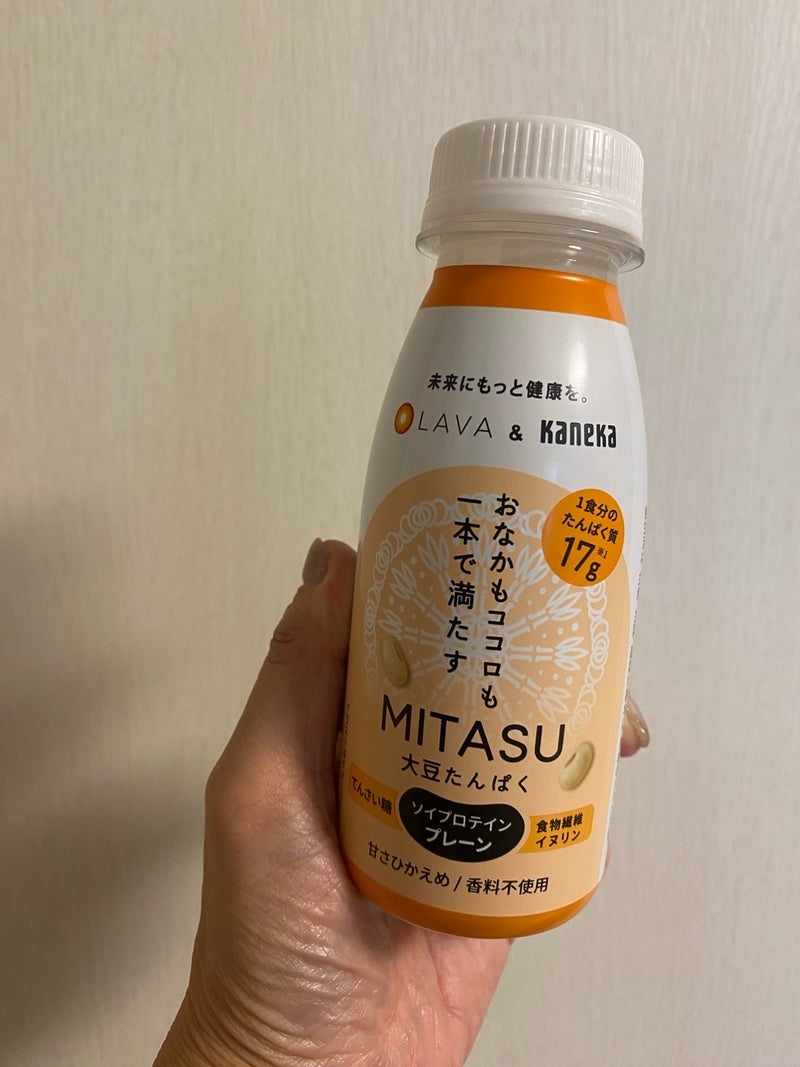 未来にもっと健康を。
LAVA & Kaneka
1食分の
たんぱく質
17g※1
おなかもココロも
一本で満たす
MITASU
大豆たんぱく
てんさい糖
ソイプロテイン
プレーン
食物繊維
イヌリン
甘さひかえめ / 香料不使用